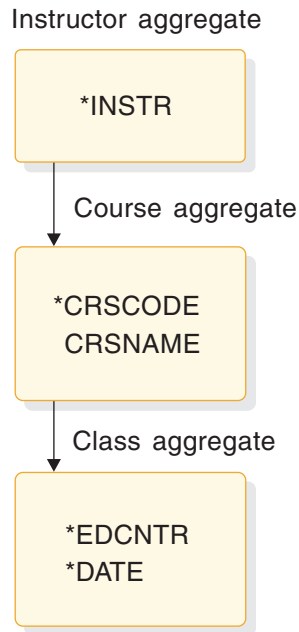 Instructor aggregate
*INSTR
Course aggregate
*CRSCODE
CRSNAME
Class aggregate
*EDCNTR
*DATE